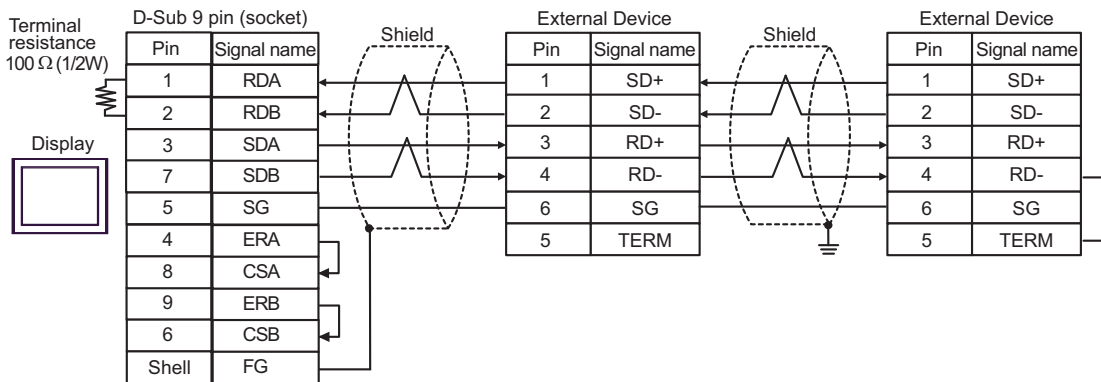 Terminal
resistance
100 Ω (1/2W)
Display
D-Sub 9 pin (socket)
Pin Signal name
1 RDA
2 RDB
3 SDA
7 SDB
5 SG
4 ERA
8 CSA
9 ERB
6 CSB
Shell FG
Shield
External Device
Pin Signal name
1 SD+
2 SD-
3 RD+
4 RD-
6 SG
5 TERM
Shield
External Device
Pin Signal name
1 SD+
2 SD-
3 RD+
4 RD-
6 SG
5 TERM